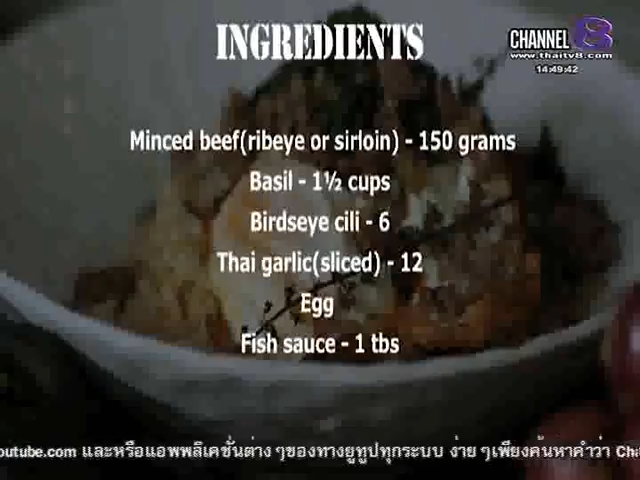 INGREDIENTS
CHANNEL 8
www.thaitv8.com
14:49:42
Minced beef(ribeye or sirloin) - 150 grams
Basil - 1½ cups
Birdseye cili - 6
Thai garlic(sliced) - 12
Egg
Fish sauce - 1 tbs
outube.com และหรือแอพพลิเคชั่นต่าง ๆของทางยูทูปทุกระบบ ง่าย ๆเพียงค้นหาคำว่า Cha